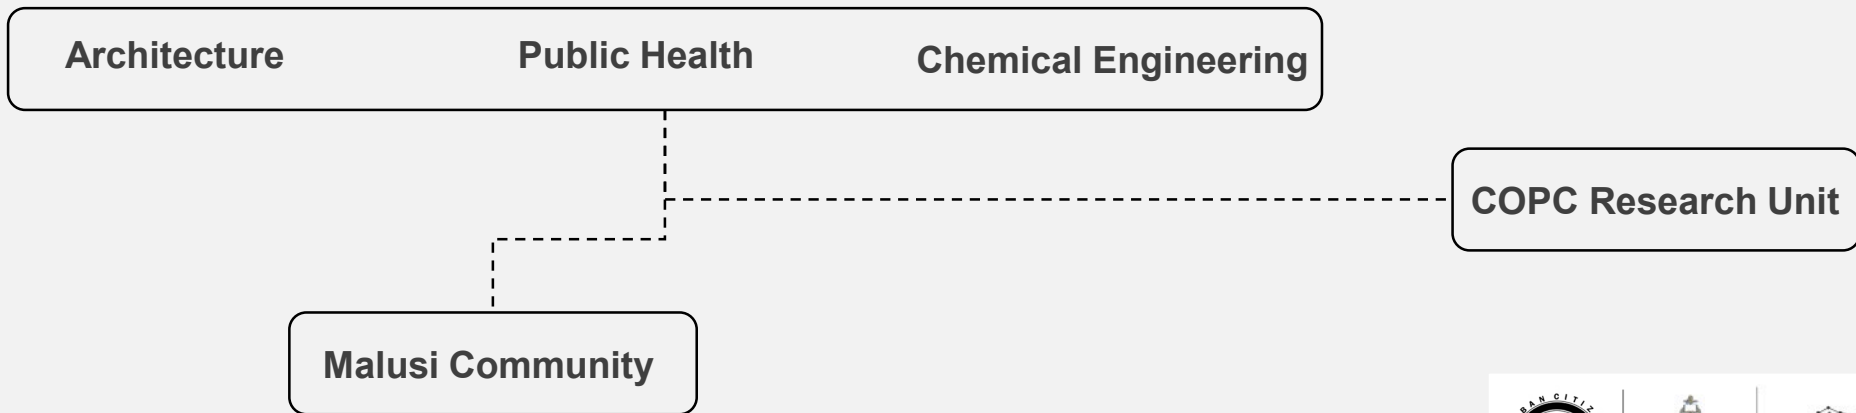 Architecture Public Health Chemical Engineering
COPC Research Unit
Malusi Community